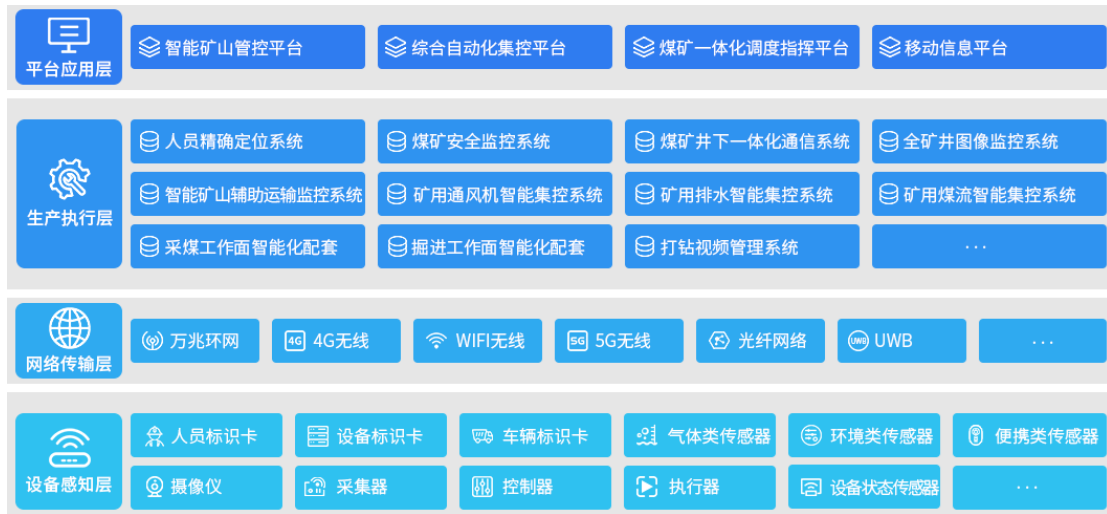 平台应用层
智能矿山管控平台
综合自动化集控平台
煤矿一体化调度指挥平台
移动信息平台
生产执行层
人员精确定位系统
煤矿安全监控系统
煤矿井下一体化通信系统
全矿井图像监控系统
智能矿山辅助运输监控系统
矿用通风机智能集控系统
矿用排水智能集控系统
矿用煤流智能集控系统
采煤工作面智能化配套
掘进工作面智能化配套
打钻视频管理系统
···
网络传输层
万兆环网
4G 4G无线
WIFI无线
5G 5G无线
光纤网络
UWB UWB
···
设备感知层
人员标识卡
设备标识卡
车辆标识卡
气体类传感器
环境类传感器
便携类传感器
摄像仪
采集器
控制器
执行器
设备状态传感器
···